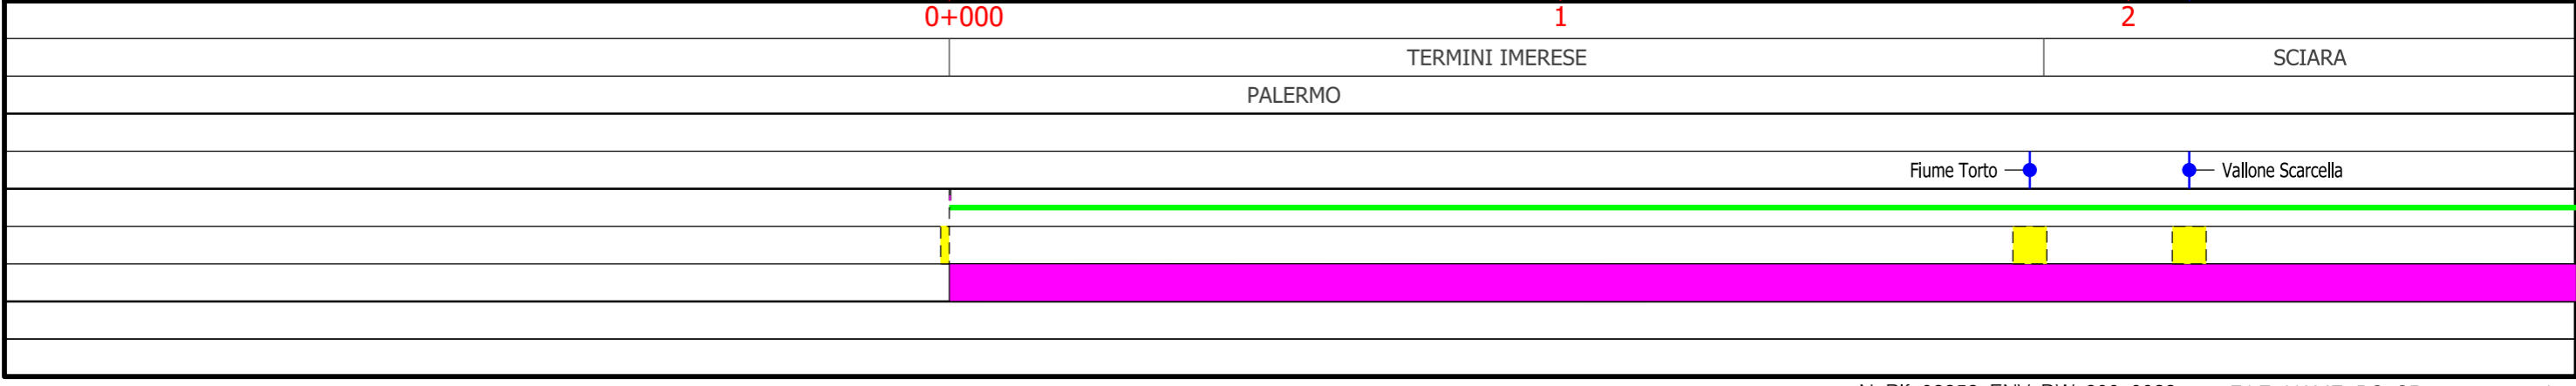 0+000 1 2
TERMINI IMERESE SCIARA
PALERMO
Fiume Torto Vallone Scarcella